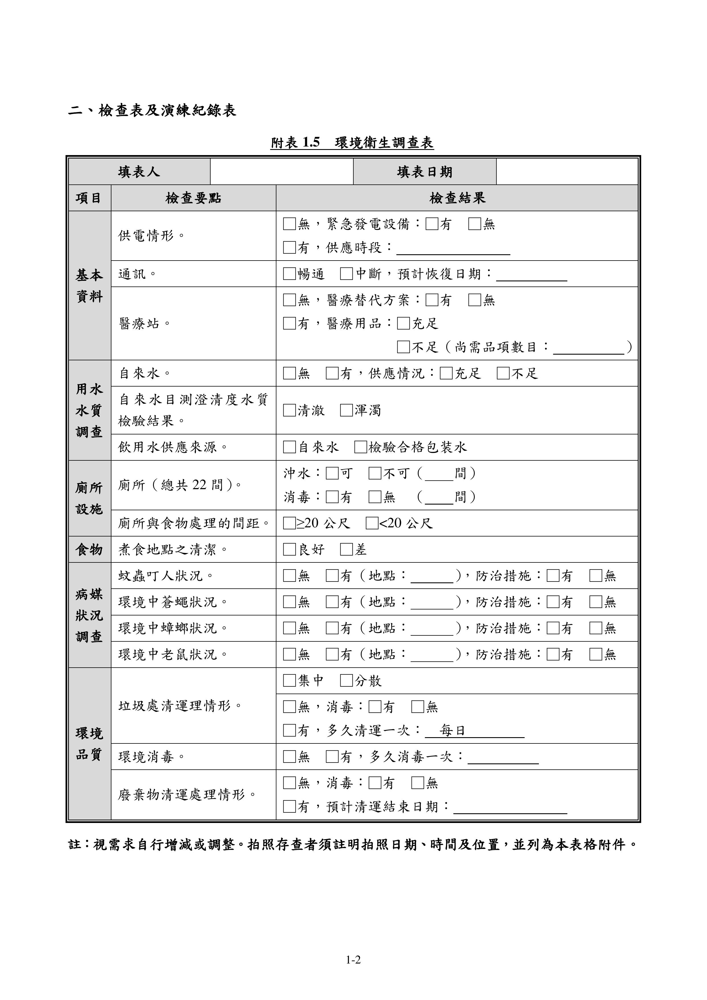 二、檢查表及演練紀錄表
附表 1.5　環境衛生調查表
填表人　填表日期
項目　檢查要點　檢查結果
基本
資料
供電情形。
□無，緊急發電設備：□有　□無
□有，供應時段：________________
通訊。
□暢通　□中斷，預計恢復日期：__________
醫療站。
□無，醫療替代方案：□有　□無
□有，醫療用品：□充足
□不足（尚需品項數目：__________）
用水
水質
調查
自來水。
□無　□有，供應情況：□充足　□不足
自來水目測澄清度水質
檢驗結果。
□清澈　□渾濁
飲用水供應來源。
□自來水　□檢驗合格包裝水
廁所
設施
廁所（總共 22 間）。
沖水：□可　□不可（____間）
消毒：□有　□無　（____間）
廁所與食物處理的間距。
□≥20 公尺　□<20 公尺
食物
煮食地點之清潔。
□良好　□差
病媒
狀況
調查
蚊蟲叮人狀況。
□無　□有（地點：______），防治措施：□有　□無
環境中蒼蠅狀況。
□無　□有（地點：______），防治措施：□有　□無
環境中蟑螂狀況。
□無　□有（地點：______），防治措施：□有　□無
環境中老鼠狀況。
□無　□有（地點：______），防治措施：□有　□無
環境
品質
垃圾處清運理情形。
□集中　□分散
□無，消毒：□有　□無
□有，多久清運一次：__每日________
環境消毒。
□無　□有，多久消毒一次：__________
廢棄物清運處理情形。
□無，消毒：□有　□無
□有，預計清運結束日期：________________
註：視需求自行增減或調整。拍照存查者須註明拍照日期、時間及位置，並列為本表格附件。
1-2